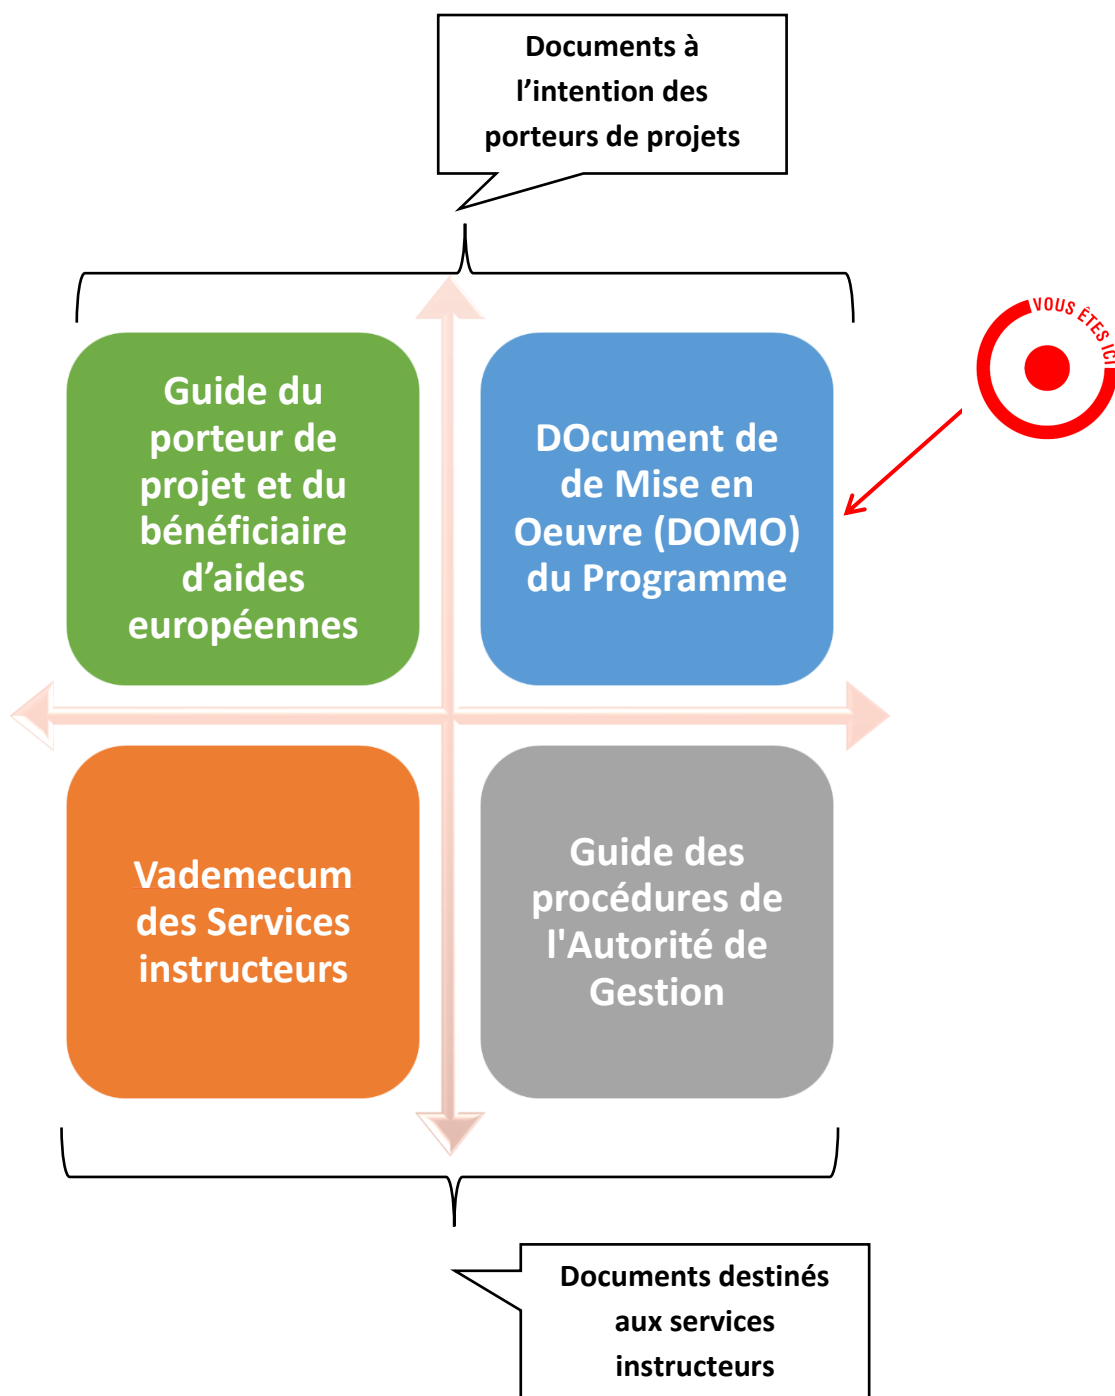 Documents à
l’intention des
porteurs de projets
VOUS ÊTES ICI
Guide du
porteur de
projet et du
bénéficiaire
d’aides
européennes
DOcument de
de Mise en
Oeuvre (DOMO)
du Programme
Vademecum
des Services
instructeurs
Guide des
procédures de
l'Autorité de
Gestion
Documents destinés
aux services
instructeurs